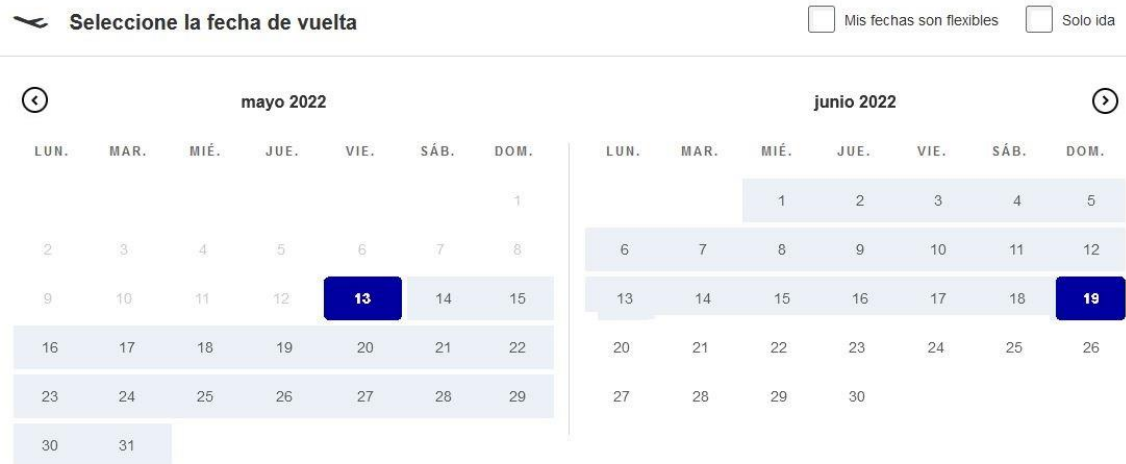 Seleccione la fecha de vuelta
Mis fechas son flexibles
Solo ida
mayo 2022
LUN. MAR. MIÉ. JUE. VIE. SÁB. DOM.
1
2 3 4 5 6 7 8
9 10 11 12 13 14 15
16 17 18 19 20 21 22
23 24 25 26 27 28 29
30 31
junio 2022
LUN. MAR. MIÉ. JUE. VIE. SÁB. DOM.
1 2 3 4 5
6 7 8 9 10 11 12
13 14 15 16 17 18 19
20 21 22 23 24 25 26
27 28 29 30